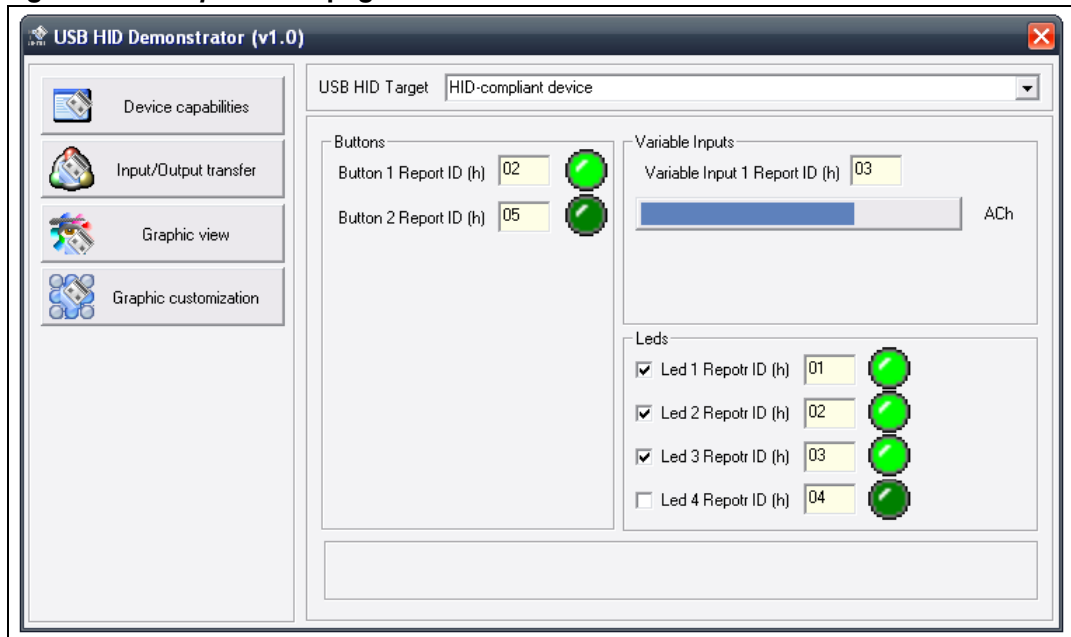 USB HID Demonstrator (v1.0)
Device capabilities
Input/Output transfer
Graphic view
Graphic customization
USB HID Target HID-compliant device
Buttons
Button 1 Report ID (h) 02
Button 2 Report ID (h) 05
Variable Inputs
Variable Input 1 Report ID (h) 03
ACh
Leds
Led 1 Repotr ID (h) 01
Led 2 Repotr ID (h) 02
Led 3 Repotr ID (h) 03
Led 4 Repotr ID (h) 04